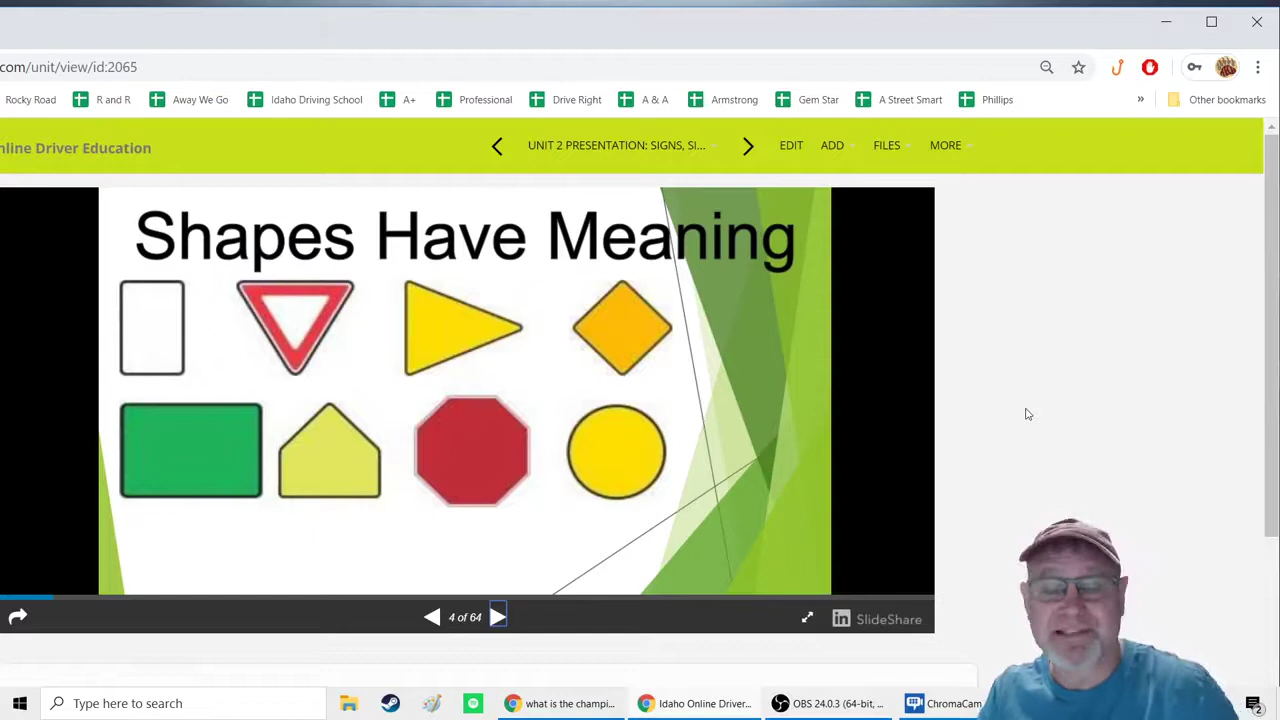 com/unit/view/id:2065
Rocky Road R and R Away We Go Idaho Driving School A+ Professional Drive Right A & A Armstrong Gem Star A Street Smart Phillips » Other bookmarks
nline Driver Education
UNIT 2 PRESENTATION: SIGNS, SI... EDIT ADD FILES MORE
Shapes Have Meaning
4 of 64
in SlideShare
Type here to search
what is the champi...
Idaho Online Driver...
OBS 24.0.3 (64-bit, ...
ChromaCam
2